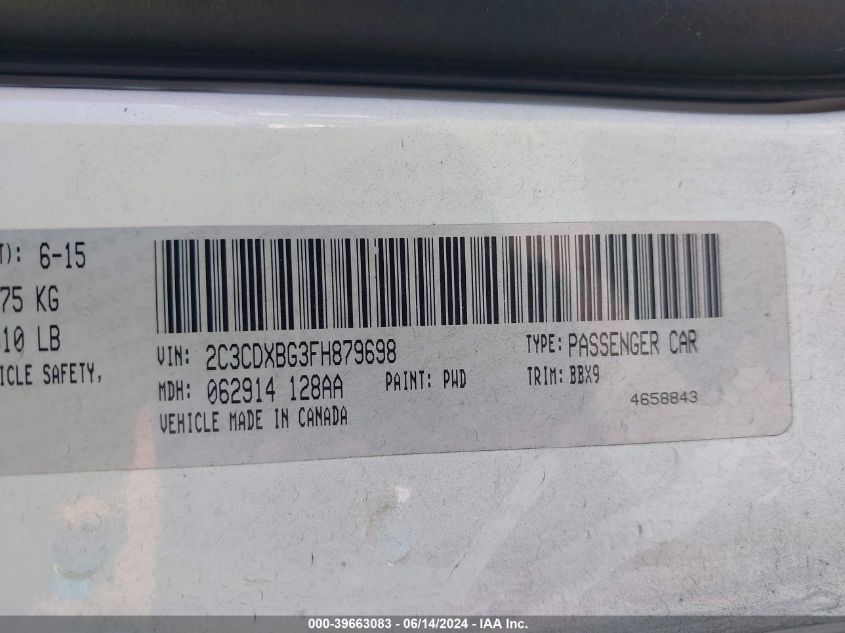 T): 6-15
75 KG
10 LB
ICLE SAFETY,
VIN: 2C3CDXBG3FH879698
TYPE: PASSENGER CAR
MDH: 062914 128AA
PAINT: PWD
TRIM: BBX9
VEHICLE MADE IN CANADA
4658843
000-39663083 - 06/14/2024 - IAA Inc.